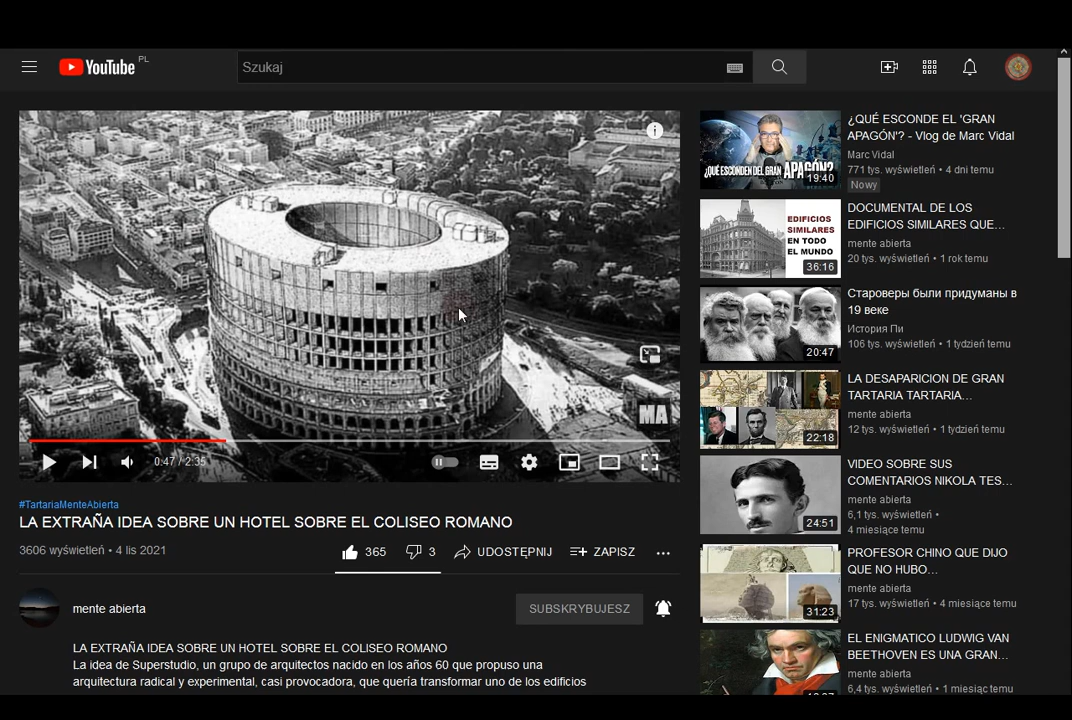 YouTube PL
Szukaj
MA
0:47 / 2:35
#TartariaMenteAbierta
LA EXTRAÑA IDEA SOBRE UN HOTEL SOBRE EL COLISEO ROMANO
3606 wyświetleń • 4 lis 2021
365
3
UDOSTĘPNIJ
ZAPISZ
mente abierta
SUBSKRYBUJESZ
LA EXTRAÑA IDEA SOBRE UN HOTEL SOBRE EL COLISEO ROMANO
La idea de Superstudio, un grupo de arquitectos nacido en los años 60 que propuso una
arquitectura radical y experimental, casi provocadora, que quería transformar uno de los edificios
¿QUÉ ESCONDEN DEL GRAN APAGÓN?
19:40
¿QUÉ ESCONDE EL 'GRAN
APAGÓN'? - Vlog de Marc Vidal
Marc Vidal
771 tys. wyświetleń • 4 dni temu
Nowy
EDIFICIOS
SIMILARES
EN TODO
EL MUNDO
36:16
DOCUMENTAL DE LOS
EDIFICIOS SIMILARES QUE...
mente abierta
20 tys. wyświetleń • 1 rok temu
20:47
Староверы были придуманы в
19 веке
История Пи
106 tys. wyświetleń • 1 tydzień temu
22:18
LA DESAPARICION DE GRAN
TARTARIA TARTARIA...
mente abierta
12 tys. wyświetleń • 1 tydzień temu
24:51
VIDEO SOBRE SUS
COMENTARIOS NIKOLA TES...
mente abierta
6,1 tys. wyświetleń •
4 miesiące temu
31:23
PROFESOR CHINO QUE DIJO
QUE NO HUBO...
mente abierta
17 tys. wyświetleń • 4 miesiące temu
EL ENIGMATICO LUDWIG VAN
BEETHOVEN ES UNA GRAN...
mente abierta
6,4 tys. wyświetleń • 1 miesiąc temu